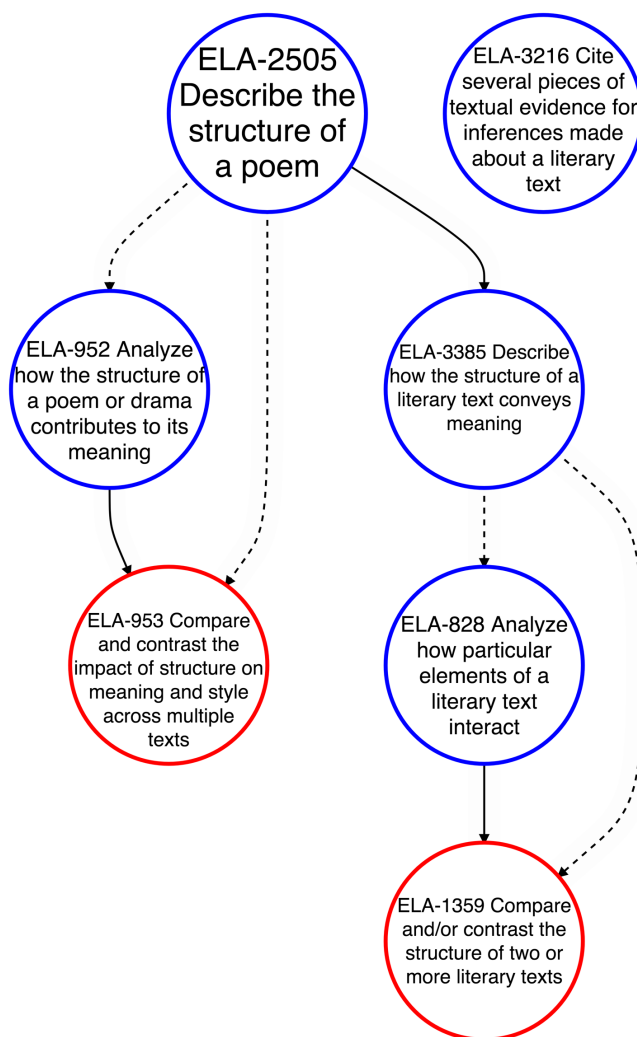 ELA-2505
Describe the
structure of
a poem
ELA-3216 Cite
several pieces of
textual evidence for
inferences made
about a literary
text
ELA-952 Analyze
how the structure of
a poem or drama
contributes to its
meaning
ELA-3385 Describe
how the structure of a
literary text conveys
meaning
ELA-953 Compare
and contrast the
impact of structure on
meaning and style
across multiple
texts
ELA-828 Analyze
how particular
elements of a
literary text
interact
ELA-1359 Compare
and/or contrast the
structure of two or
more literary texts